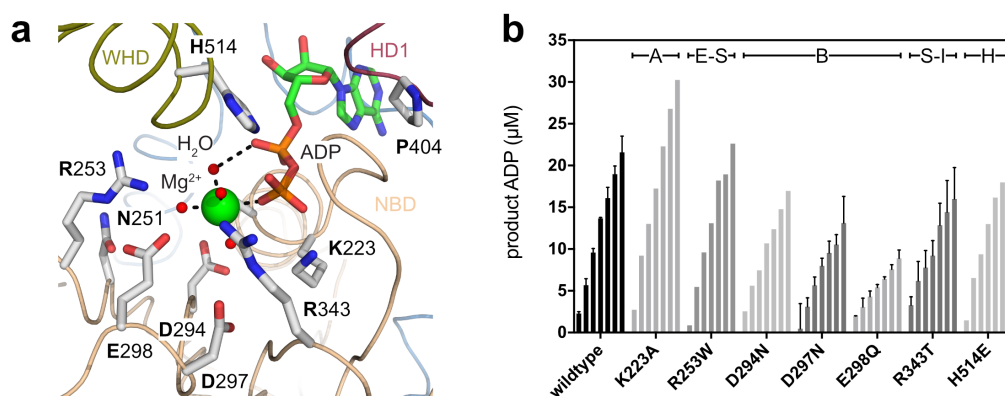 a
WHD
H514
HD1
H₂O
ADP
P404
R253
Mg²⁺
N251
NBD
K223
R343
D294
E298
D297
b
A
E-S
B
S-I
H
product ADP (µM)
35
30
25
20
15
10
5
0
wildtype
K223A
R253W
D294N
D297N
E298Q
R343T
H514E